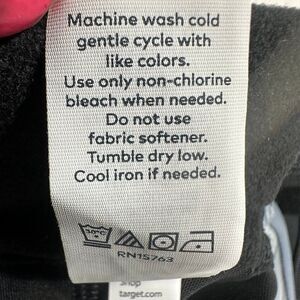 Machine wash cold
gentle cycle with
like colors.
Use only non-chlorine
bleach when needed.
Do not use
fabric softener.
Tumble dry low.
Cool iron if needed.
30°C
RN15763
shop
target.com